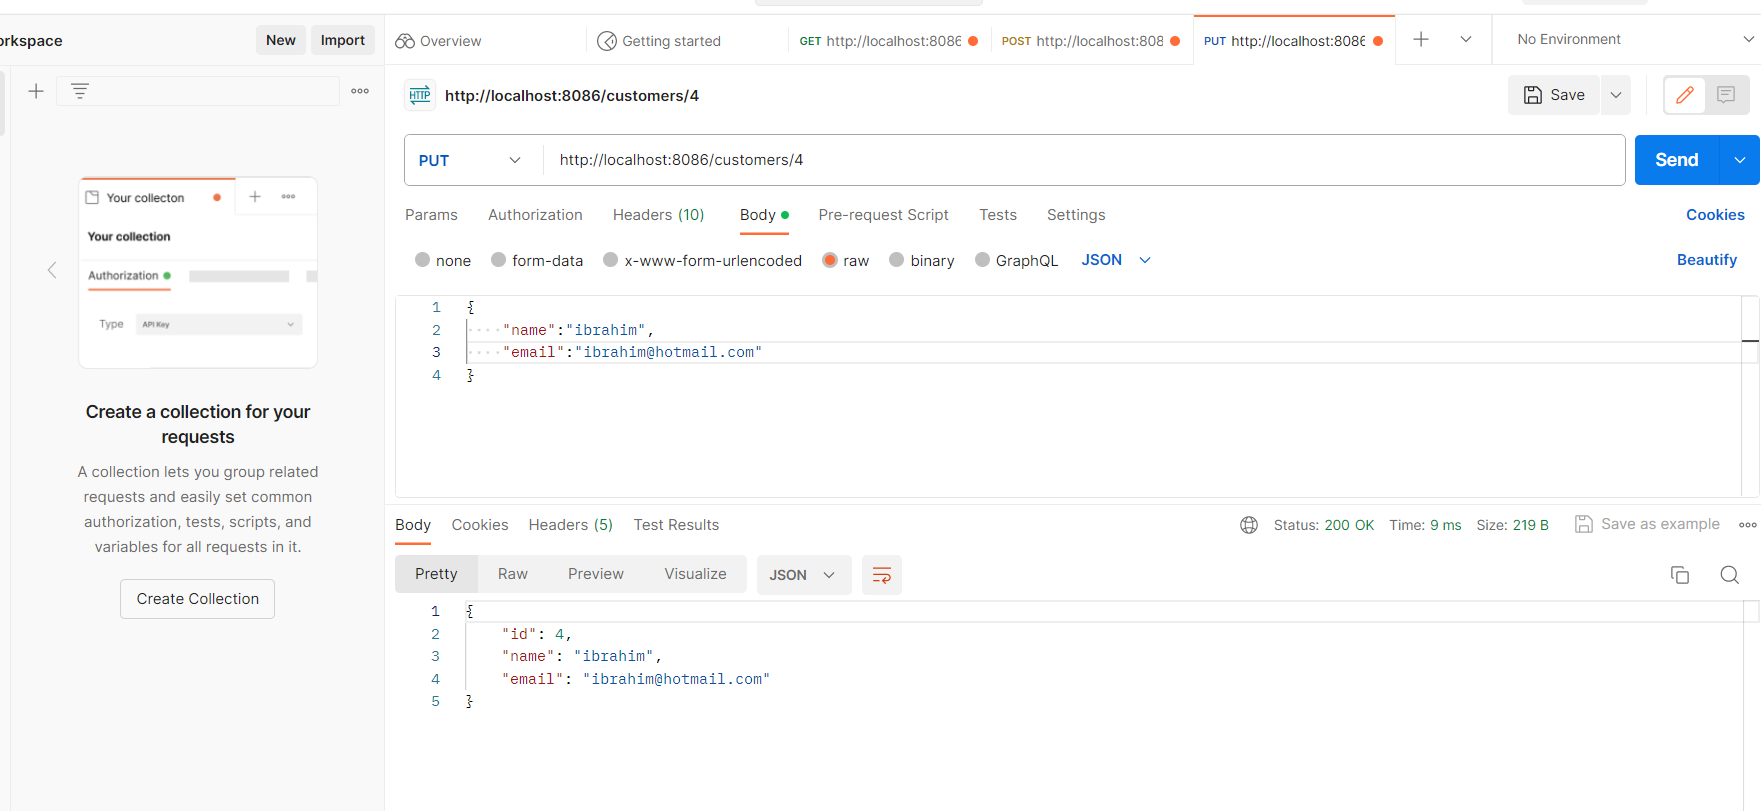 orkspace
New Import
Overview
Getting started
GET http://localhost:8086
POST http://localhost:808
PUT http://localhost:8086
No Environment
HTTP http://localhost:8086/customers/4
Save
PUT http://localhost:8086/customers/4
Send
Params Authorization Headers (10) Body Pre-request Script Tests Settings Cookies
none form-data x-www-form-urlencoded raw binary GraphQL JSON Beautify
1 {
2 "name":"ibrahim",
3 "email":"ibrahim@hotmail.com"
4 }
Your collecton
Your collection
Authorization
Type API Key
Create a collection for your
requests
A collection lets you group related
requests and easily set common
authorization, tests, scripts, and
variables for all requests in it.
Create Collection
Body Cookies Headers (5) Test Results Status: 200 OK Time: 9 ms Size: 219 B Save as example
Pretty Raw Preview Visualize JSON
1 {
2 "id": 4,
3 "name": "ibrahim",
4 "email": "ibrahim@hotmail.com"
5 }